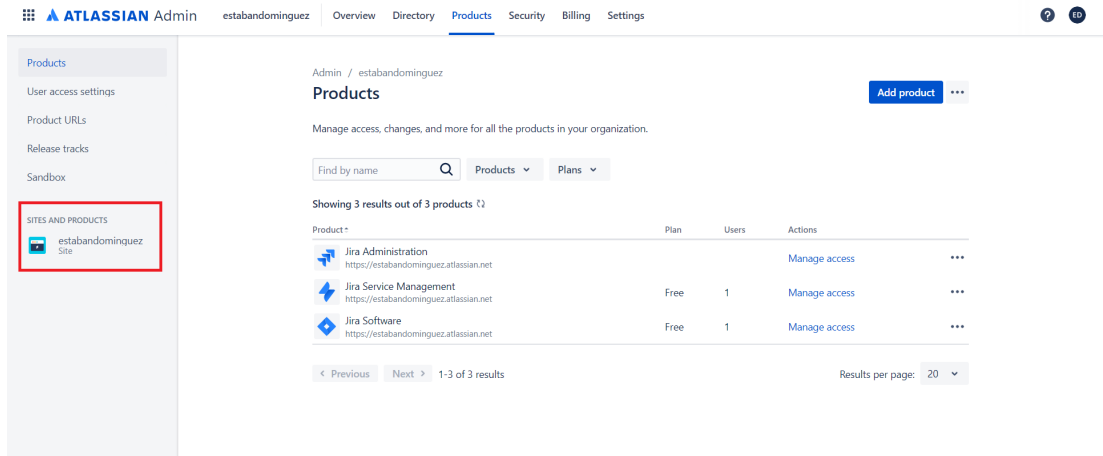 ATLASSIAN Admin estabandominguez Overview Directory Products Security Billing Settings ? ED
Products
User access settings
Product URLs
Release tracks
Sandbox
SITES AND PRODUCTS
estabandominguez
Site
Admin / estabandominguez
Products
Add product
Manage access, changes, and more for all the products in your organization.
Find by name Products Plans
Showing 3 results out of 3 products
Product Plan Users Actions
Jira Administration
https://estabandominguez.atlassian.net
Manage access
Jira Service Management
https://estabandominguez.atlassian.net
Free 1 Manage access
Jira Software
https://estabandominguez.atlassian.net
Free 1 Manage access
Previous Next 1-3 of 3 results Results per page: 20